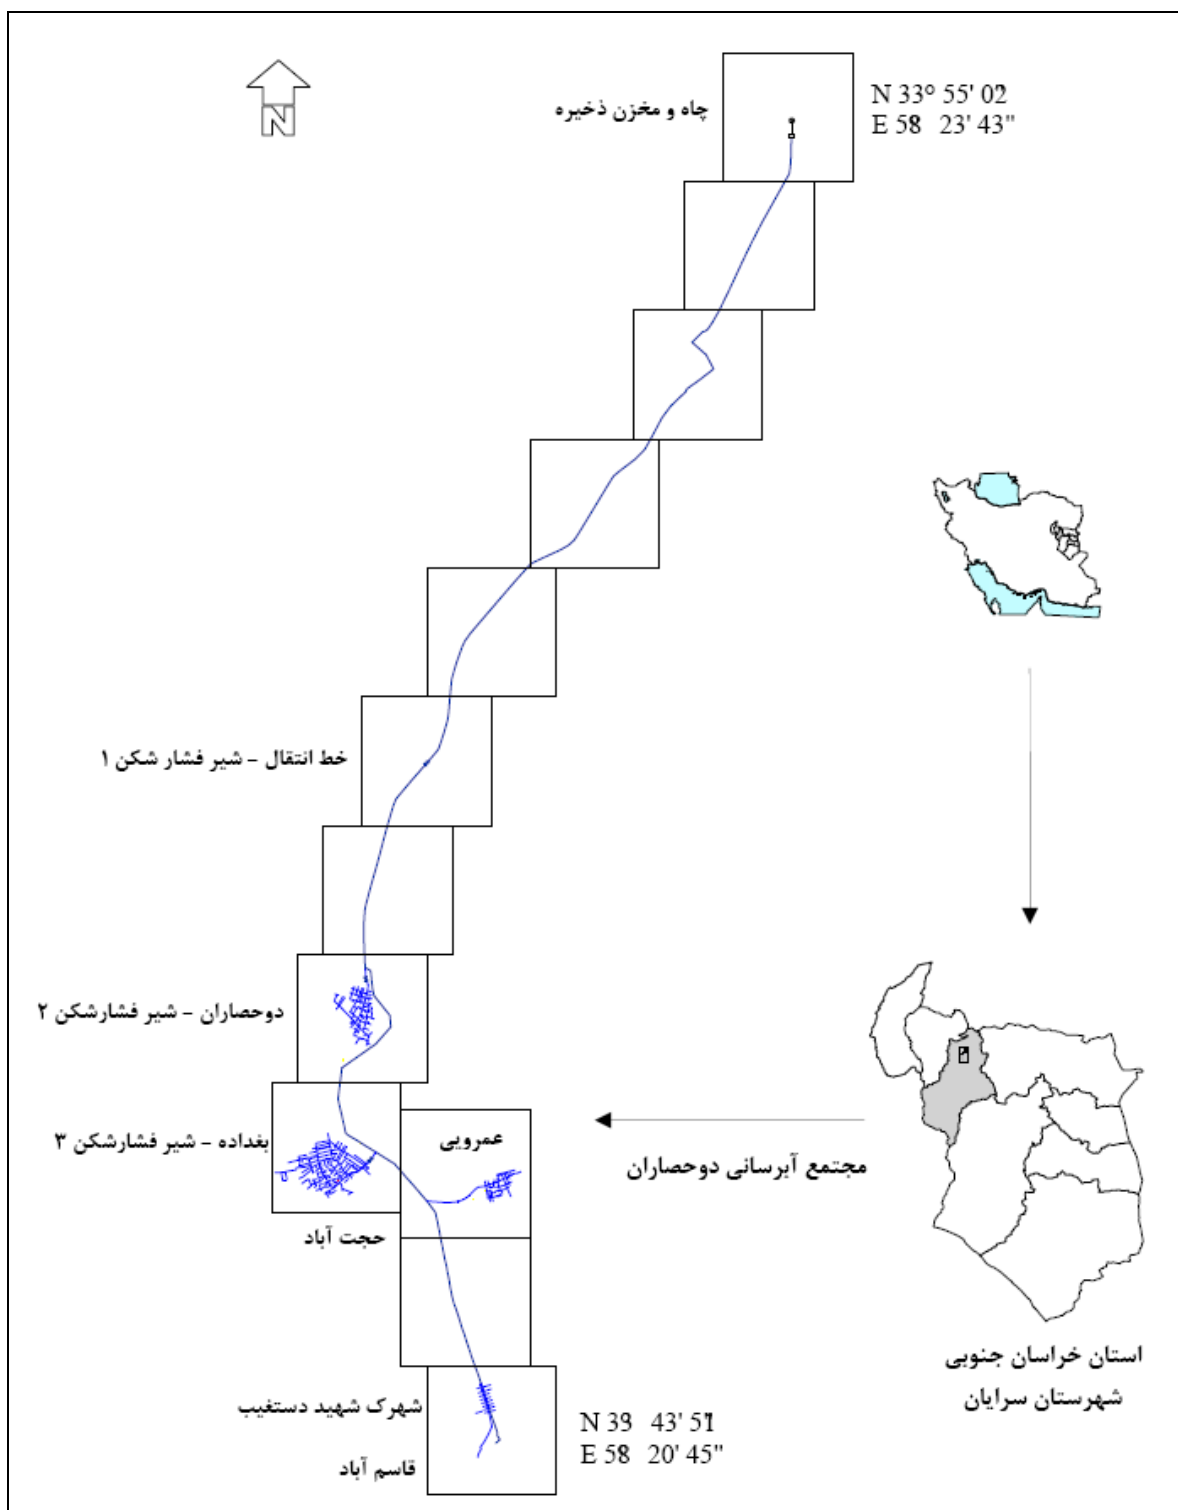 N
چاه و مخزن ذخیره
N 33° 55' 02"
E 58 23' 43"
خط انتقال - شیر فشار شکن ۱
دوحصاران - شیر فشارشکن ۲
بغداده - شیر فشارشکن ۳
عمرویی
مجتمع آبرسانی دوحصاران
حجت آباد
استان خراسان جنوبی
شهرستان سرایان
شهرک شهید دستغیب
قاسم آباد
N 33 43' 51"
E 58 20' 45"